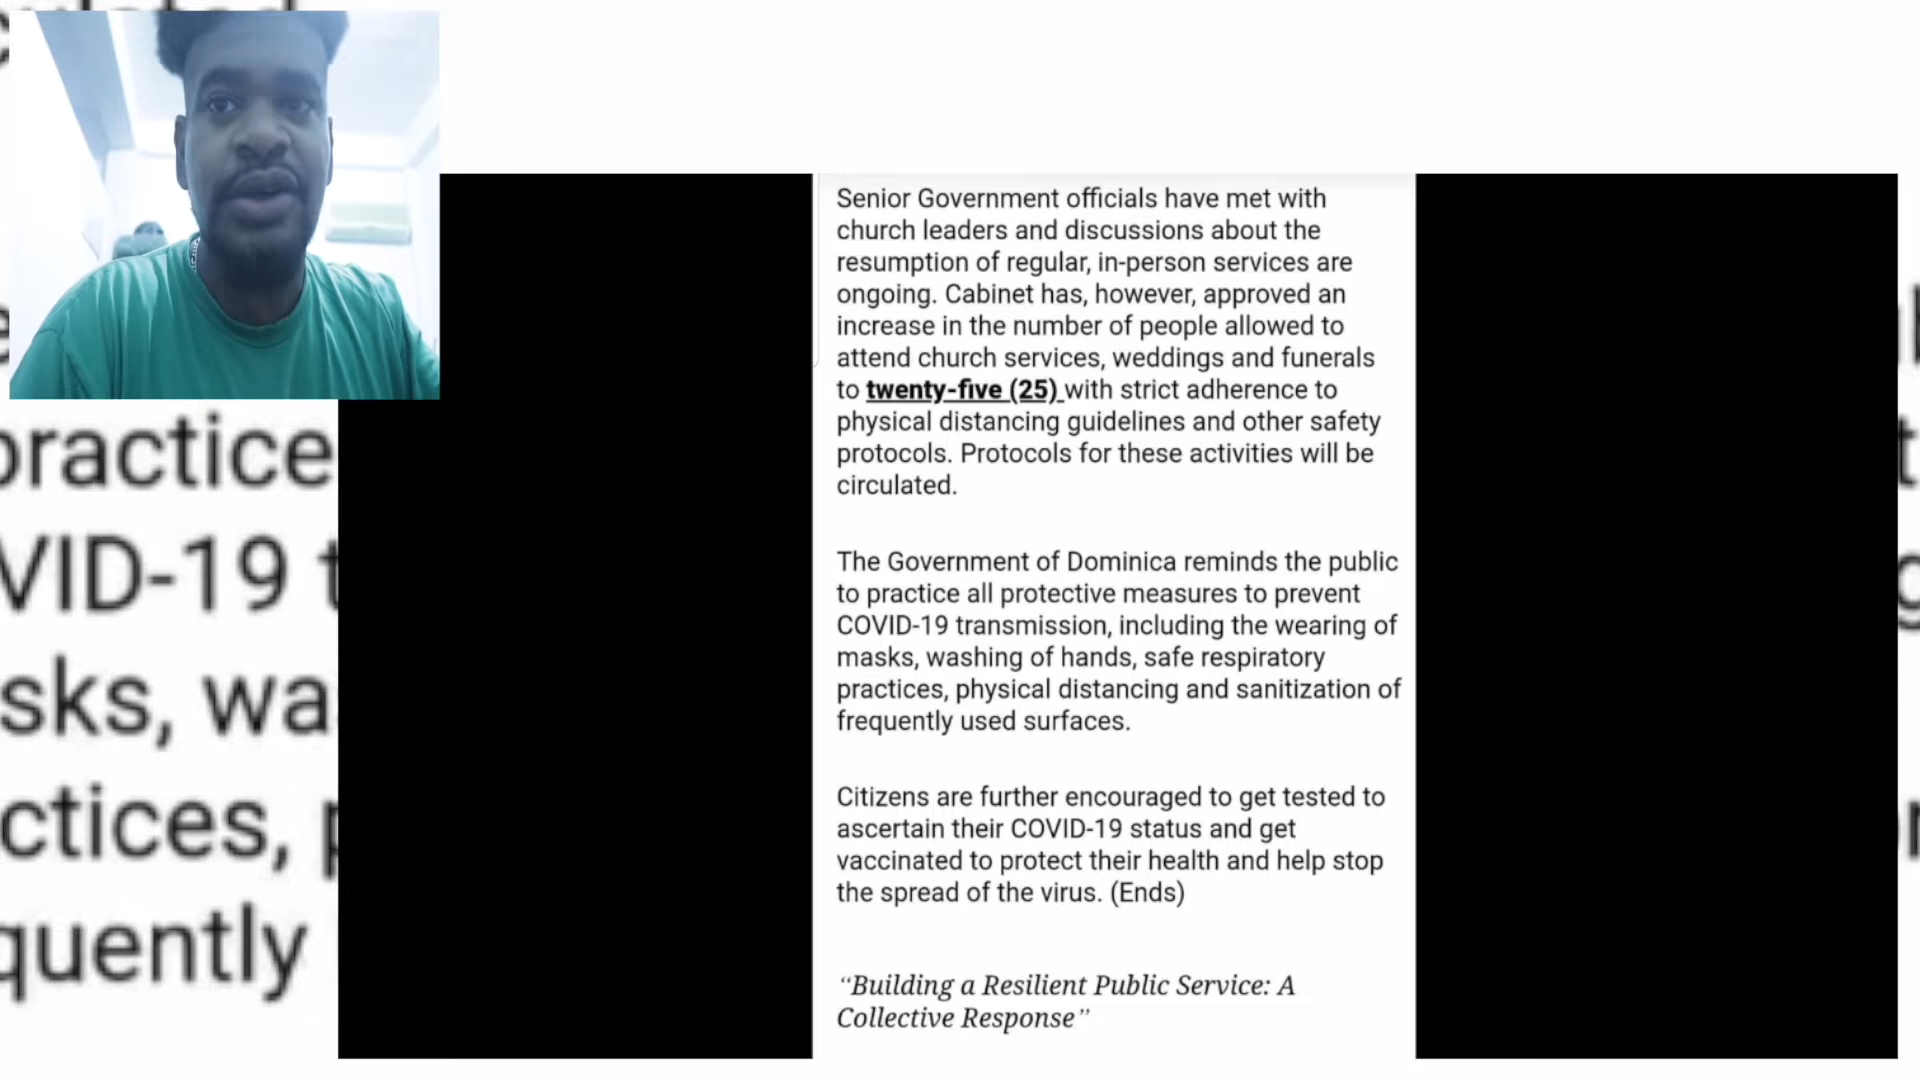 Senior Government officials have met with
church leaders and discussions about the
resumption of regular, in-person services are
ongoing. Cabinet has, however, approved an
increase in the number of people allowed to
attend church services, weddings and funerals
to twenty-five (25) with strict adherence to
physical distancing guidelines and other safety
protocols. Protocols for these activities will be
circulated.
The Government of Dominica reminds the public
to practice all protective measures to prevent
COVID-19 transmission, including the wearing of
masks, washing of hands, safe respiratory
practices, physical distancing and sanitization of
frequently used surfaces.
Citizens are further encouraged to get tested to
ascertain their COVID-19 status and get
vaccinated to protect their health and help stop
the spread of the virus. (Ends)
“Building a Resilient Public Service: A
Collective Response”
practice
VID-19 t
sks, wa
ctices, p
quently